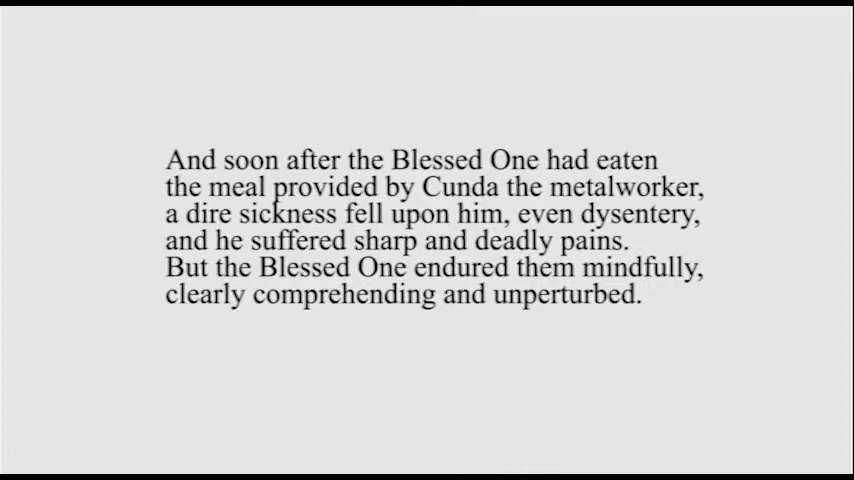 And soon after the Blessed One had eaten
the meal provided by Cunda the metalworker,
a dire sickness fell upon him, even dysentery,
and he suffered sharp and deadly pains.
But the Blessed One endured them mindfully,
clearly comprehending and unperturbed.